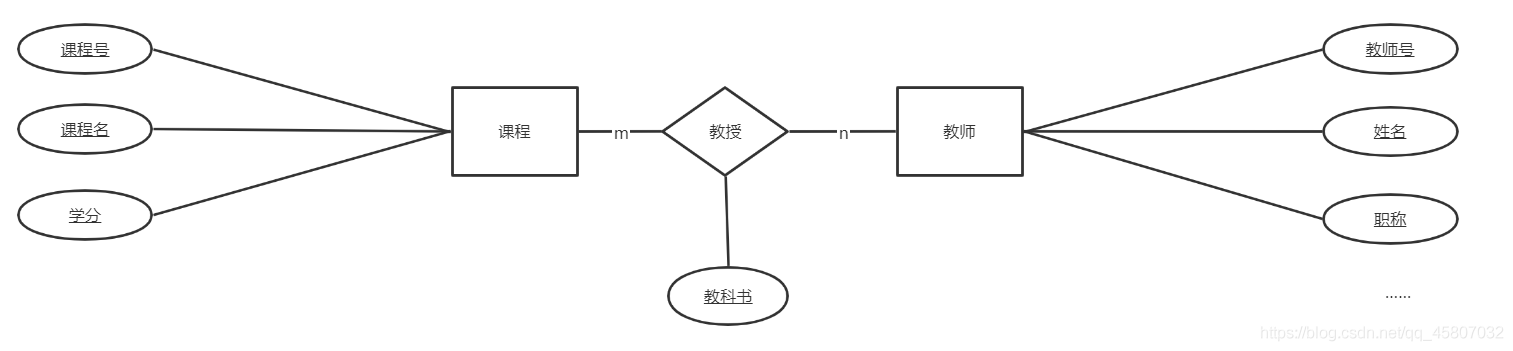 课程号
课程名
学分
课程
m
教授
n
教师
教科书
教师号
姓名
职称
......
https://blog.csdn.net/qq_45807032